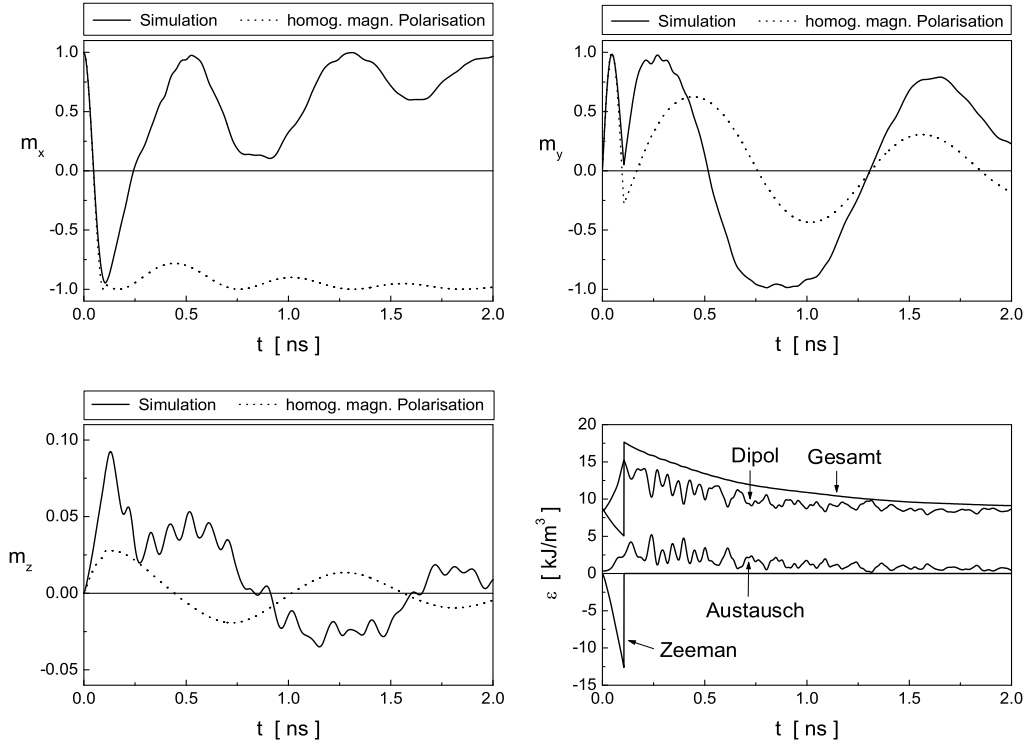 Simulation homog. magn. Polarisation
1.0
0.5
0.0
-0.5
-1.0
mx
0.0 0.5 1.0 1.5 2.0
t [ ns ]
Simulation homog. magn. Polarisation
1.0
0.5
0.0
-0.5
-1.0
my
0.0 0.5 1.0 1.5 2.0
t [ ns ]
Simulation homog. magn. Polarisation
0.10
0.05
0.00
-0.05
mz
0.0 0.5 1.0 1.5 2.0
t [ ns ]
20
15
10
5
0
-5
-10
-15
ε [ kJ/m³ ]
Dipol Gesamt
Austausch
Zeeman
0.0 0.5 1.0 1.5 2.0
t [ ns ]